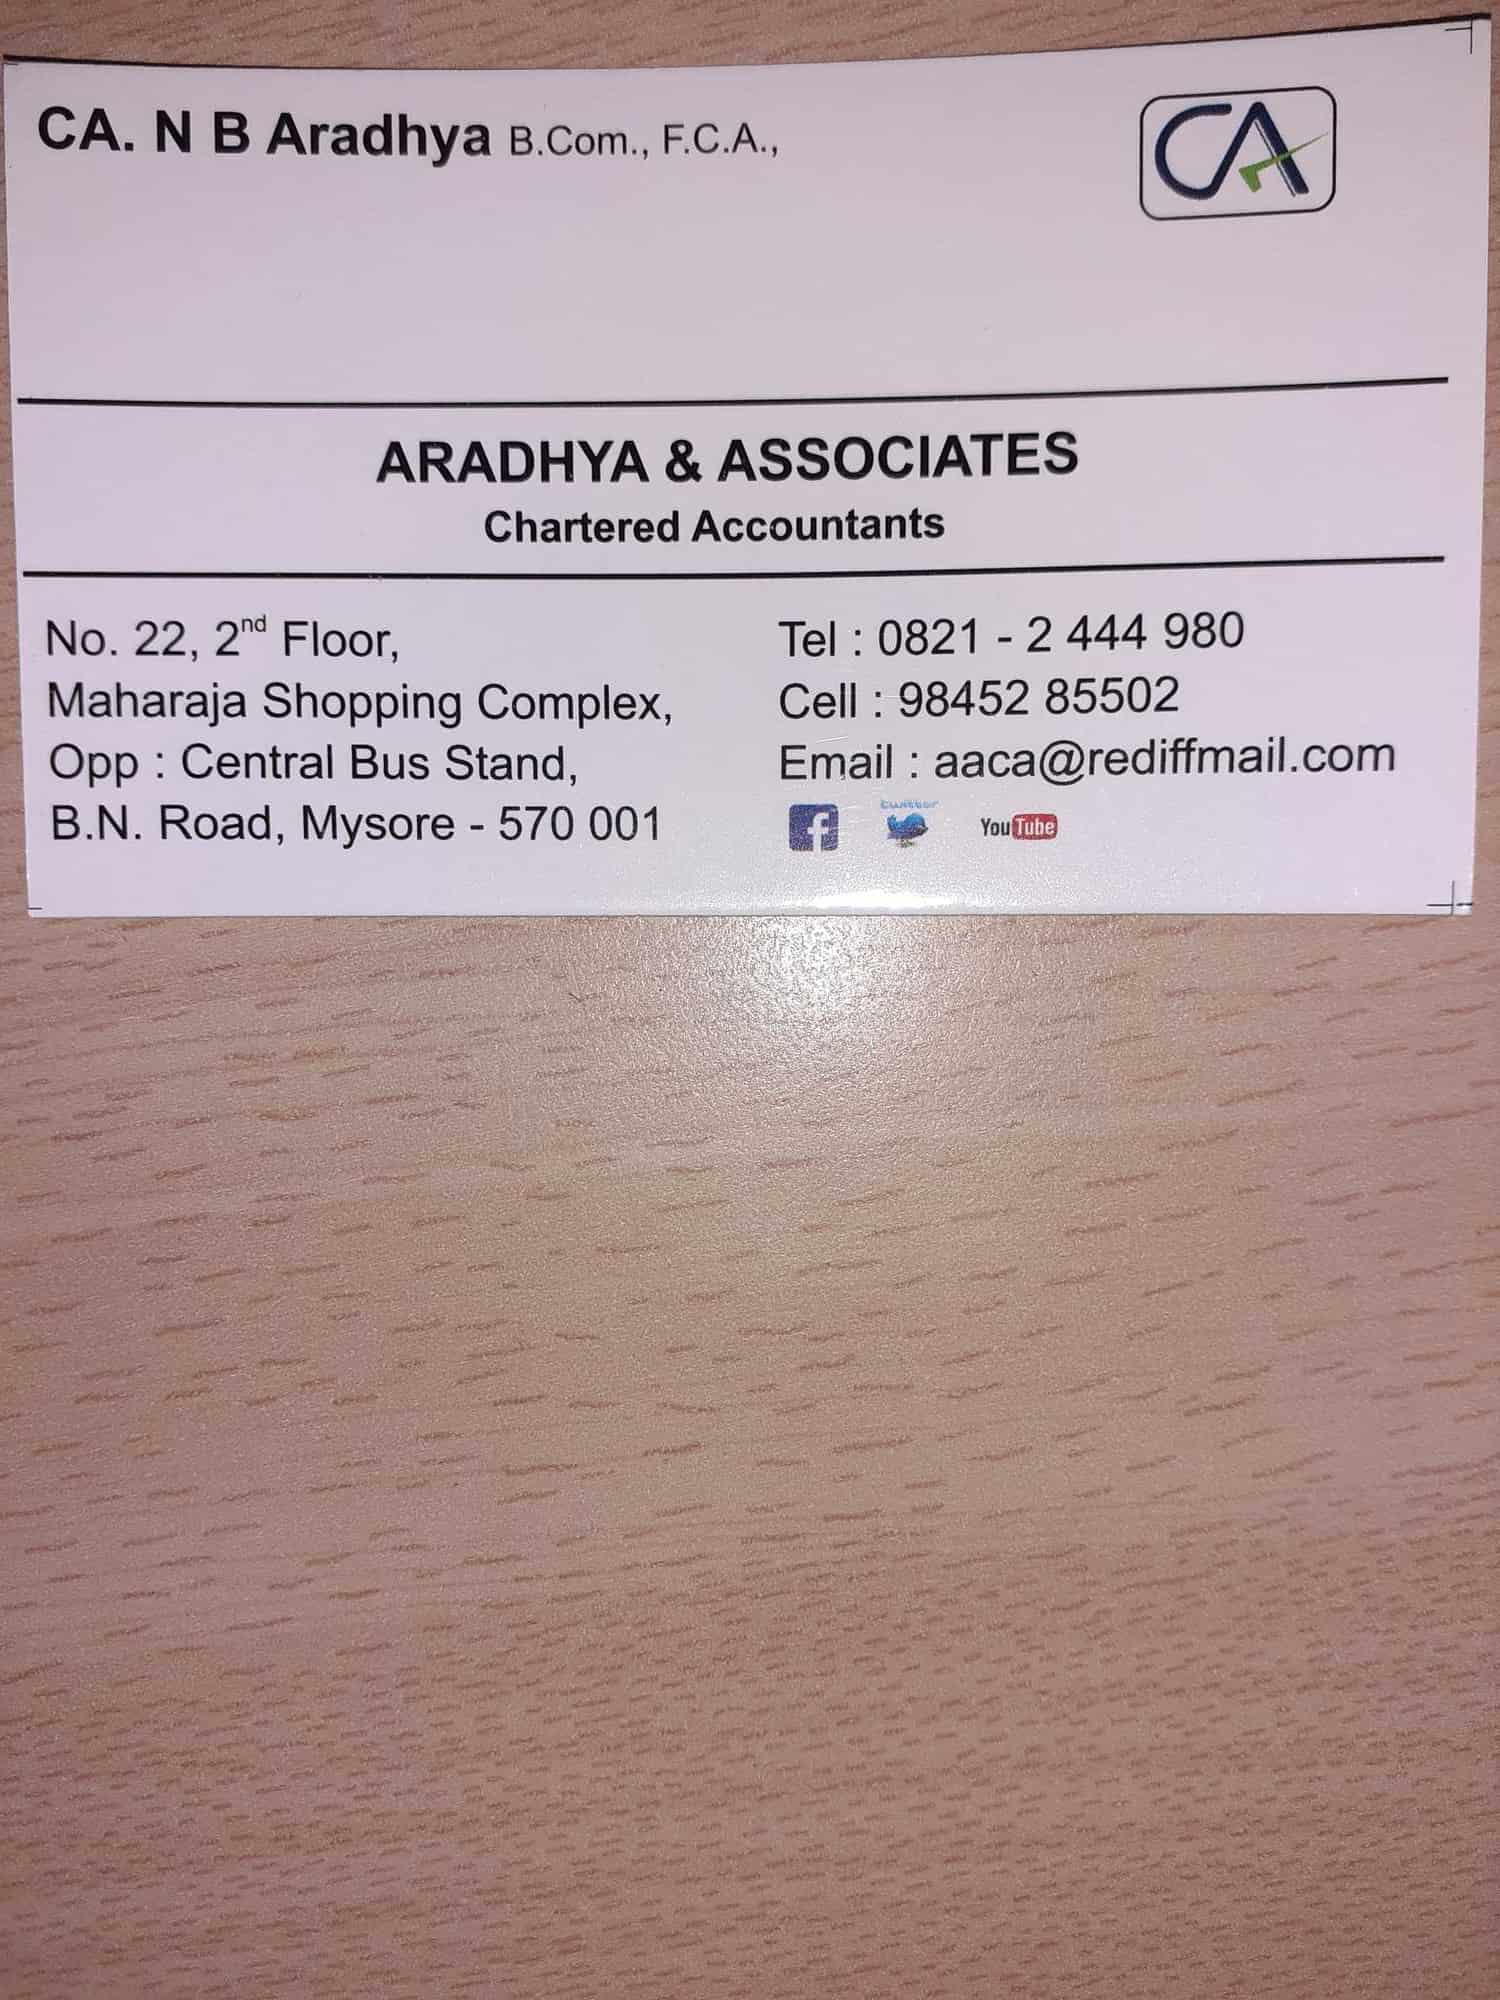 CA. N B Aradhya B.Com., F.C.A.,
CA
ARADHYA & ASSOCIATES
Chartered Accountants
No. 22, 2nd Floor,
Maharaja Shopping Complex,
Opp : Central Bus Stand,
B.N. Road, Mysore - 570 001
Tel : 0821 - 2 444 980
Cell : 98452 85502
Email : aaca@rediffmail.com
f twitter YouTube